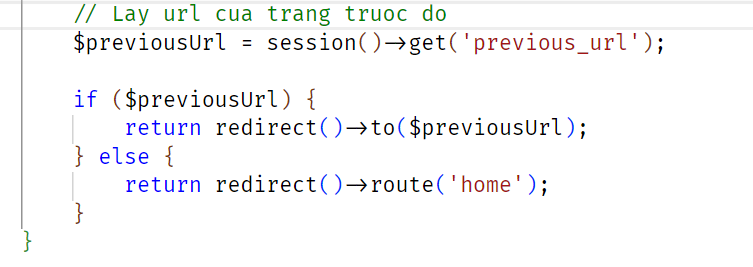 // Lay url cua trang truoc do
$previousUrl = session()->get('previous_url');
if ($previousUrl) {
return redirect()->to($previousUrl);
} else {
return redirect()->route('home');
}
}